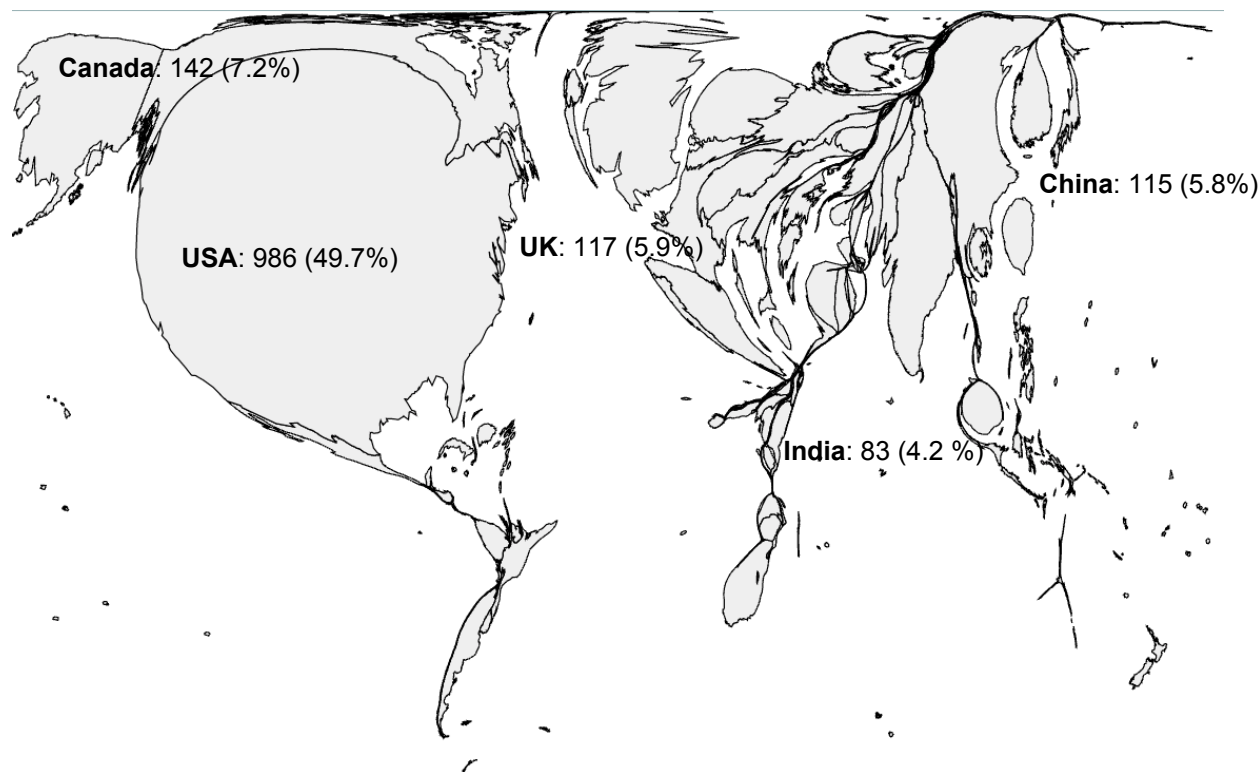 Canada: 142 (7.2%)
China: 115 (5.8%)
USA: 986 (49.7%)
UK: 117 (5.9%)
India: 83 (4.2 %)